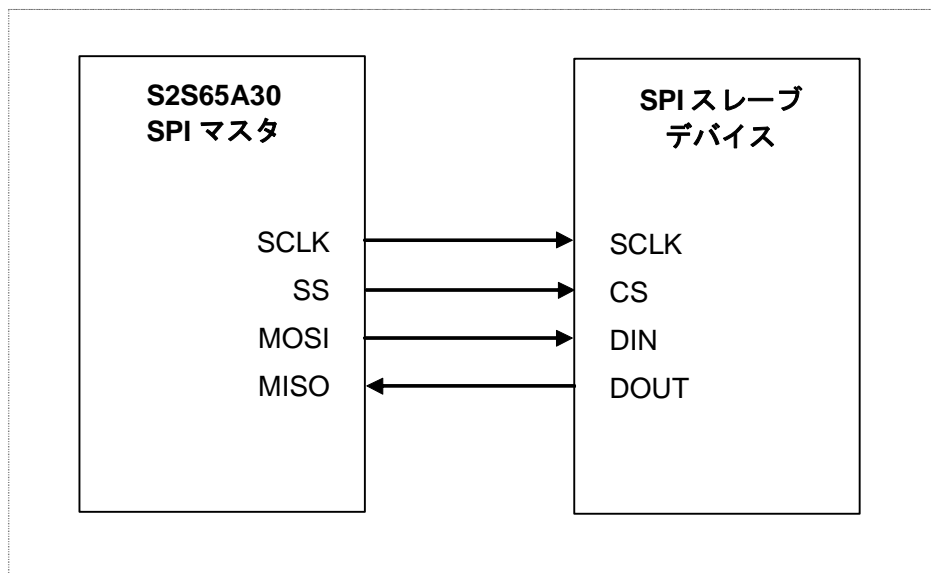 S2S65A30
SPI マスタ
SCLK
SS
MOSI
MISO
SPI スレーブ
デバイス
SCLK
CS
DIN
DOUT